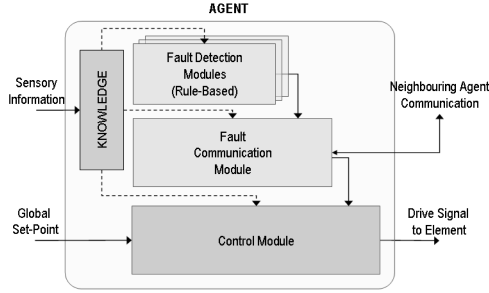 AGENT
Fault Detection
Modules
(Rule-Based)
Sensory
Information
KNOWLEDGE
Neighbouring Agent
Communication
Fault
Communication
Module
Global
Set-Point
Control Module
Drive Signal
to Element